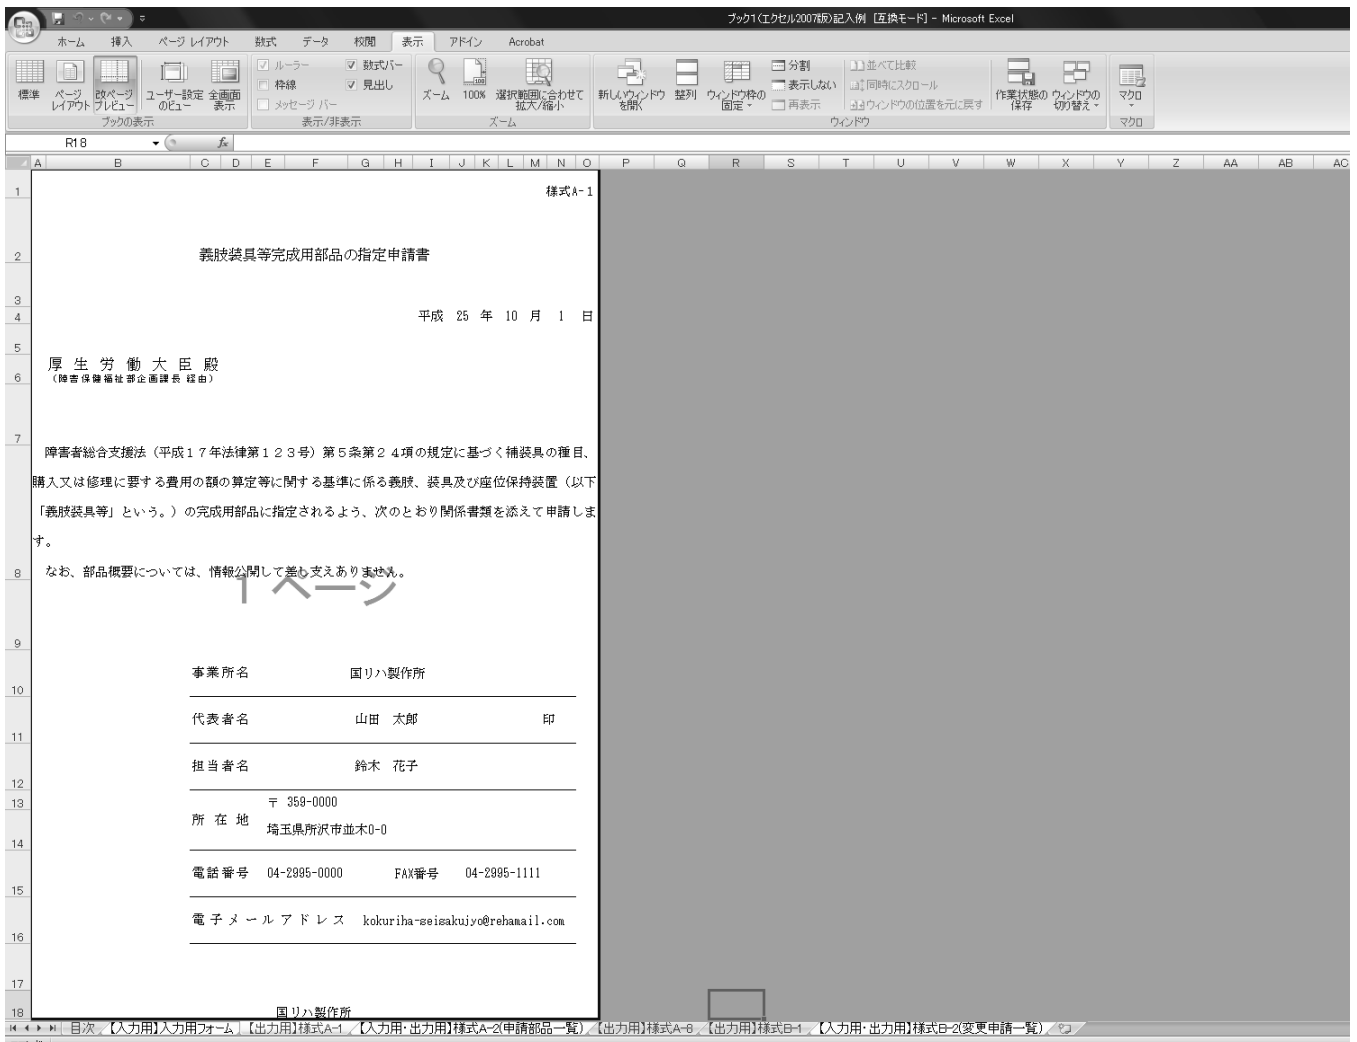 ブック1(エクセル2007版)記入例 [互換モード] - Microsoft Excel
ホーム 挿入 ページ レイアウト 数式 データ 校閲 表示 アドイン Acrobat
標準 ページ レイアウト 改ページ プレビュー ユーザー設定 のビュー 全画面 表示
ブックの表示
ルーラー 数式バー
枠線 見出し
メッセージ バー
表示/非表示
ズーム 100% 選択範囲に合わせて 拡大/縮小
ズーム
新しいウィンドウ を開く 整列 ウィンドウ枠の 固定
分割 並べて比較
表示しない 同時にスクロール
再表示 ウィンドウの位置を元に戻す
作業状態の 保存 ウィンドウの 切り替え
ウィンドウ
マクロ
マクロ
R18 fx
A B C D E F G H I J K L M N O P Q R S T U V W X Y Z AA AB AC
1 様式A-1
2 義肢装具等完成用部品の指定申請書
3
4 平成 25 年 10 月 1 日
5
厚生労働大臣殿
6 (障害保健福祉部企画課長 経由)
7
障害者総合支援法(平成17年法律第123号)第5条第24項の規定に基づく補装具の種目、
購入又は修理に要する費用の額の算定等に関する基準に係る義肢、装具及び座位保持装置(以下
「義肢装具等」という。)の完成用部品に指定されるよう、次のとおり関係書類を添えて申請しま
す。
8 なお、部品概要については、情報公開して差し支えありません。
1 ページ
9
事業所名 国リハ製作所
10
代表者名 山田 太郎 印
11
担当者名 鈴木 花子
12
13 〒 359-0000
所在地
埼玉県所沢市並木0-0
14
電話番号 04-2995-0000 FAX番号 04-2995-1111
15
電子メールアドレス kokuriha-seisakujyo@rehamail.com
16
17
18 国リハ製作所
目次 【入力用】入力用フォーム 【出力用】様式A-1 【入力用・出力用】様式A-2(申請部品一覧) 【出力用】様式A-8 【出力用】様式B-1 【入力用・出力用】様式B-2(変更申請一覧)